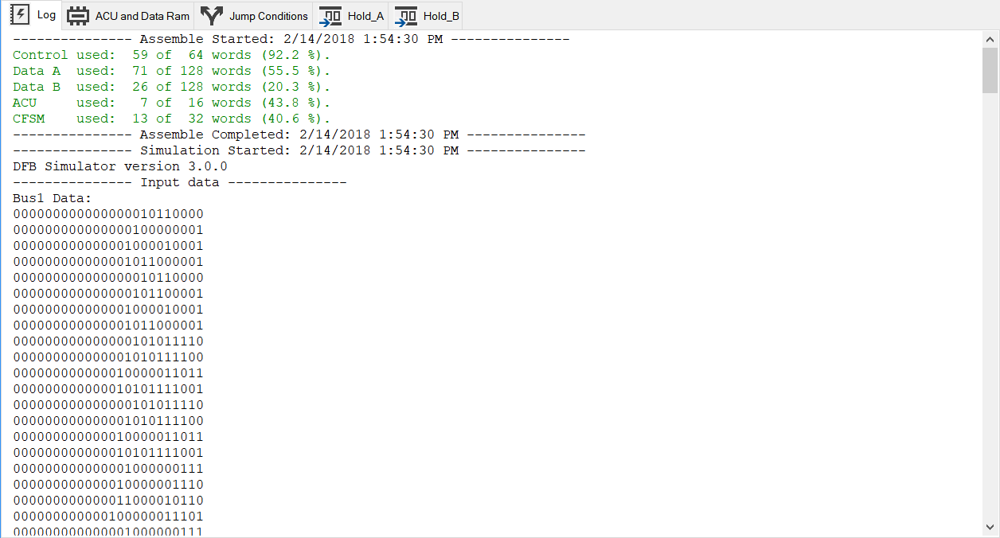 Log ACU and Data Ram Jump Conditions Hold_A Hold_B
--------------- Assemble Started: 2/14/2018 1:54:30 PM ---------------
Control used:  59 of  64 words (92.2 %).
Data A  used:  71 of 128 words (55.5 %).
Data B  used:  26 of 128 words (20.3 %).
ACU     used:   7 of  16 words (43.8 %).
CFSM    used:  13 of  32 words (40.6 %).
--------------- Assemble Completed: 2/14/2018 1:54:30 PM ---------------
--------------- Simulation Started: 2/14/2018 1:54:30 PM ---------------
DFB Simulator version 3.0.0
--------------- Input data ---------------
Bus1 Data:
000000000000000010110000
000000000000000100000001
000000000000001000010001
000000000000001011000001
000000000000000010110000
000000000000000101100001
000000000000001000010001
000000000000001011000001
000000000000000101011110
000000000000001010111100
000000000000010000011011
000000000000010101111001
000000000000000101011110
000000000000001010111100
000000000000010000011011
000000000000010101111001
000000000000001000000111
000000000000010000001110
000000000000011000010110
000000000000100000011101
000000000000001000000111